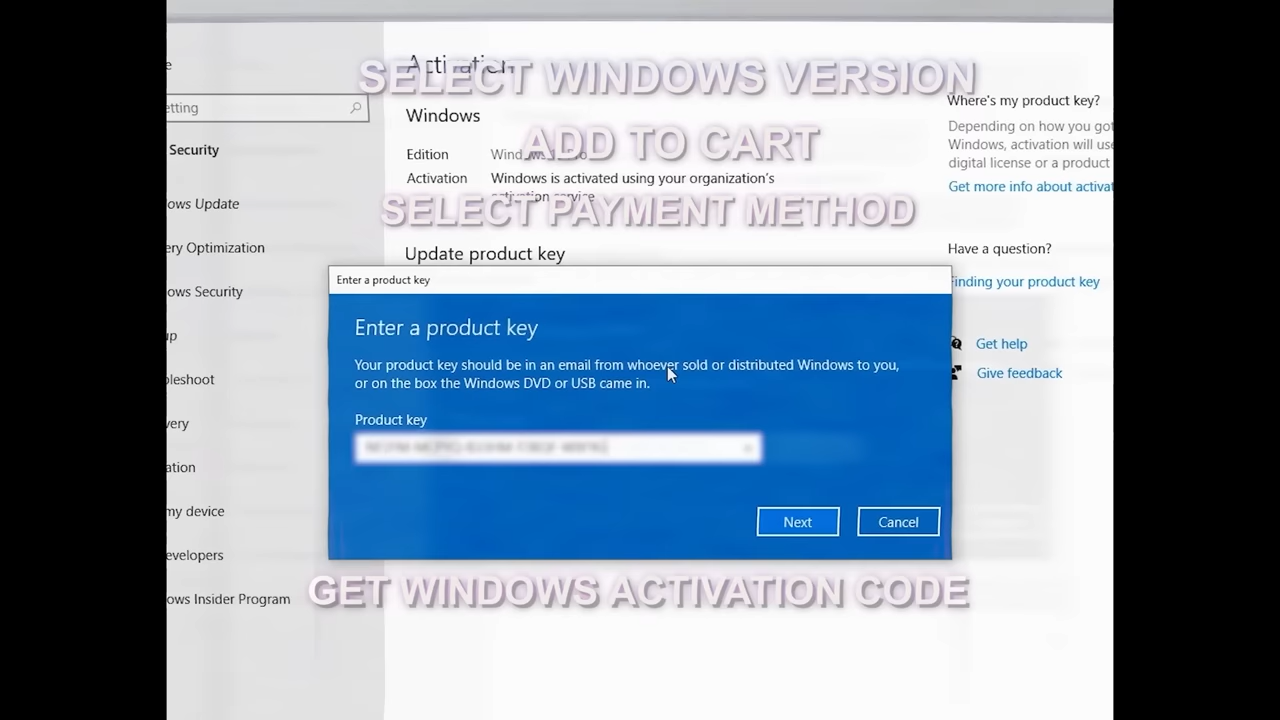 e
Activation
SELECT WINDOWS VERSION
etting
Windows
Where's my product key?
Depending on how you got
Windows, activation will use
digital license or a product
Get more info about activat
Security
ADD TO CART
Edition
Activation
Windows is activated using your organization's
activation service
SELECT PAYMENT METHOD
ows Update
ery Optimization
ows Security
up
bleshoot
very
ation
my device
evelopers
ows Insider Program
Update product key
Have a question?
Finding your product key
Get help
Give feedback
Enter a product key
Enter a product key
Your product key should be in an email from whoever sold or distributed Windows to you,
or on the box the Windows DVD or USB came in.
Product key
Next
Cancel
GET WINDOWS ACTIVATION CODE